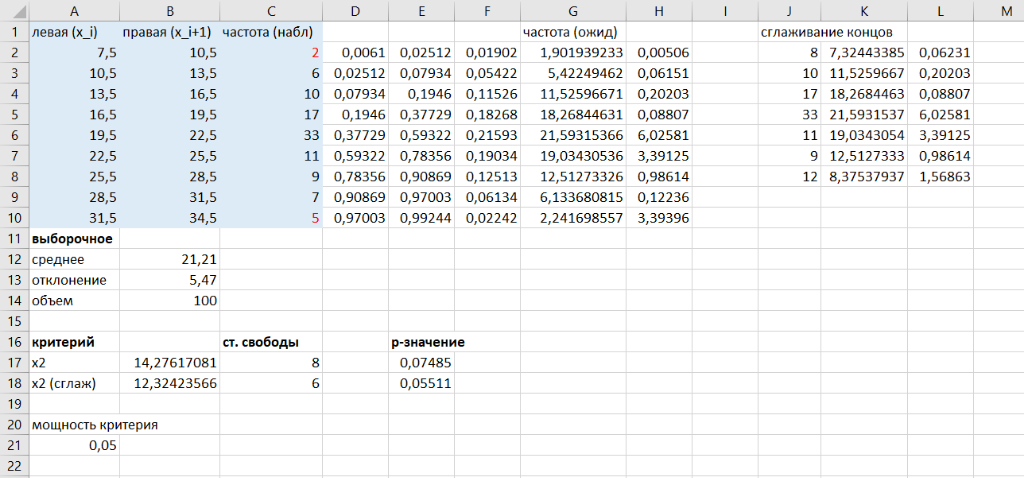 A B C D E F G H I J K L M
1 левая (x_i) правая (x_i+1) частота (набл) частота (ожид) сглаживание концов
2 7,5 10,5 2 0,0061 0,02512 0,01902 1,901939233 0,00506 8 7,32443385 0,06231
3 10,5 13,5 6 0,02512 0,07934 0,05422 5,42249462 0,06151 10 11,5259667 0,20203
4 13,5 16,5 10 0,07934 0,1946 0,11526 11,52596671 0,20203 17 18,2684463 0,08807
5 16,5 19,5 17 0,1946 0,37729 0,18268 18,26844631 0,08807 33 21,5931537 6,02581
6 19,5 22,5 33 0,37729 0,59322 0,21593 21,59315366 6,02581 11 19,0343054 3,39125
7 22,5 25,5 11 0,59322 0,78356 0,19034 19,03430536 3,39125 9 12,5127333 0,98614
8 25,5 28,5 9 0,78356 0,90869 0,12513 12,51273326 0,98614 12 8,37537937 1,56863
9 28,5 31,5 7 0,90869 0,97003 0,06134 6,133680815 0,12236
10 31,5 34,5 5 0,97003 0,99244 0,02242 2,241698557 3,39396
11 выборочное
12 среднее 21,21
13 отклонение 5,47
14 объем 100
15
16 критерий ст. свободы p-значение
17 x2 14,27617081 8 0,07485
18 x2 (сглаж) 12,32423566 6 0,05511
19
20 мощность критерия
21 0,05
22